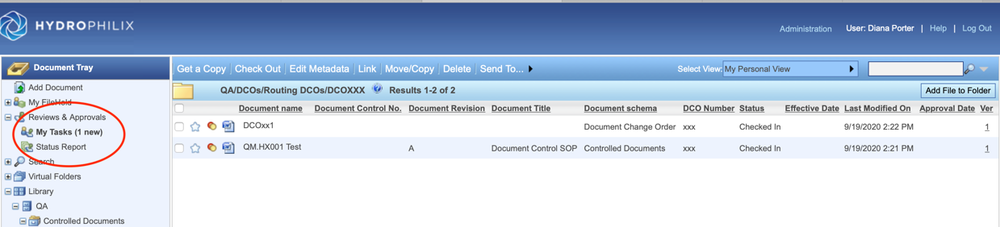 HYDROPHILIX
Administration User: Diana Porter | Help | Log Out
Document Tray
Add Document
My FileHold
Reviews & Approvals
My Tasks (1 new)
Status Report
Search
Virtual Folders
Library
QA
Controlled Documents
Get a Copy Check Out Edit Metadata Link Move/Copy Delete Send To... Select View: My Personal View
QA/DCOs/Routing DCOs/DCOXXX Results 1-2 of 2 Add File to Folder
Document name Document Control No. Document Revision Document Title Document schema DCO Number Status Effective Date Last Modified On Approval Date Ver
DCOxx1 Document Change Order xxx Checked In 9/19/2020 2:22 PM 1
QM.HX001 Test A Document Control SOP Controlled Documents xxx Checked In 9/19/2020 2:21 PM 1